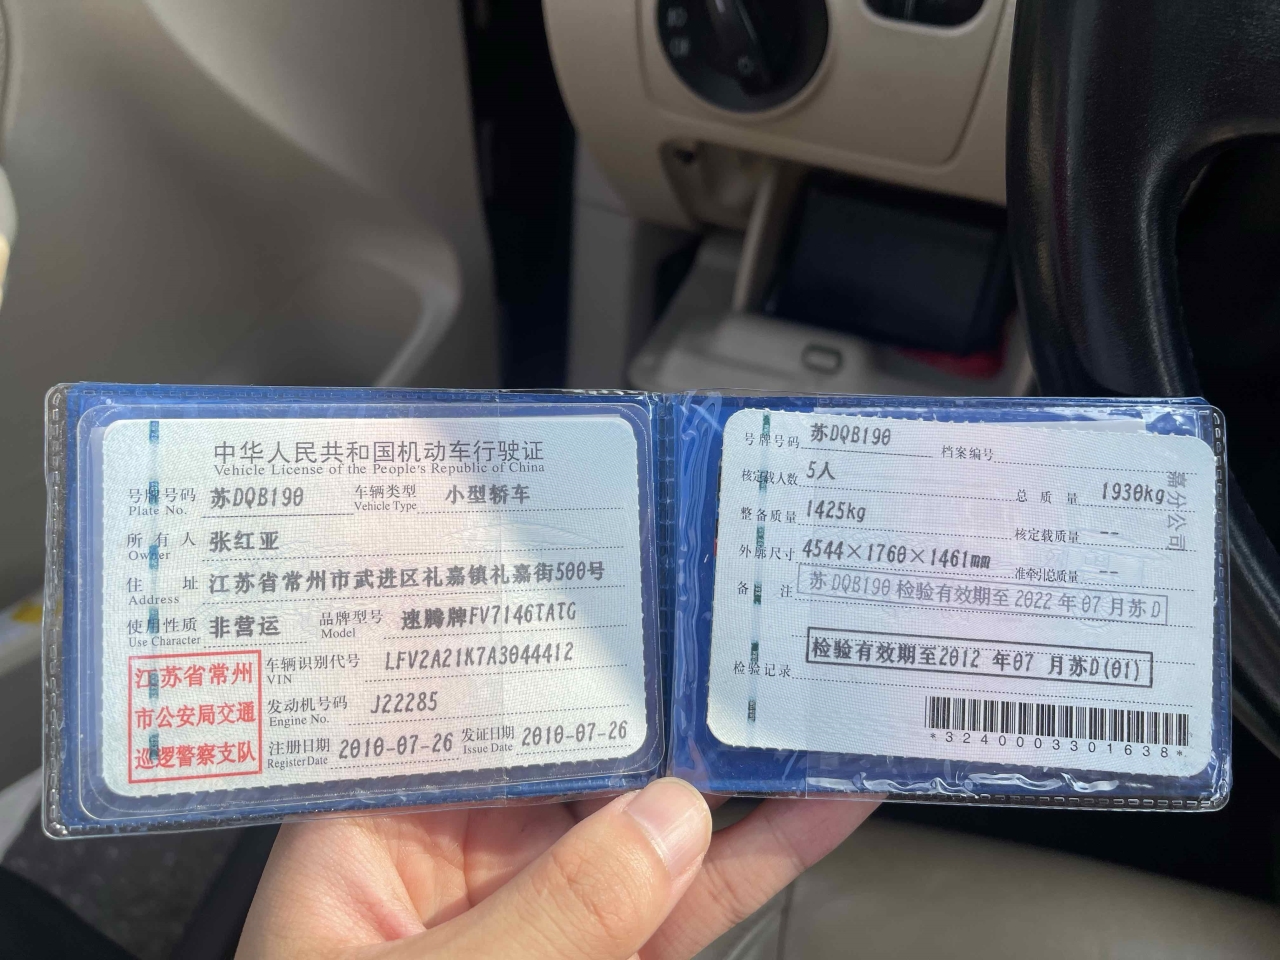 中华人民共和国机动车行驶证
Vehicle License of the People's Republic of China
号牌号码 苏DQB190 车辆类型 小型轿车
Plate No. Vehicle Type
所有人 张红亚
Owner
住址 江苏省常州市武进区礼嘉镇礼嘉街500号
Address
使用性质 非营运 品牌型号 速腾牌FV7146TATG
Use Character Model
江苏省常州
市公安局交通
巡逻警察支队
车辆识别代号 LFV2A21K7A3044412
VIN
发动机号码 J22285
Engine No.
注册日期 2010-07-26 发证日期 2010-07-26
Register Date Issue Date
号牌号码 苏DQB190 档案编号
核定载人数 5人 总质量 1930kg
整备质量 1425kg 核定载质量 --
外廓尺寸 4544×1760×1461mm 准牵引总质量 --
备注 苏DQB190 检验有效期至 2022 年 07 月苏D
检验记录 检验有效期至2012 年07 月苏D(01)
*3240003301638*
嘉分公司